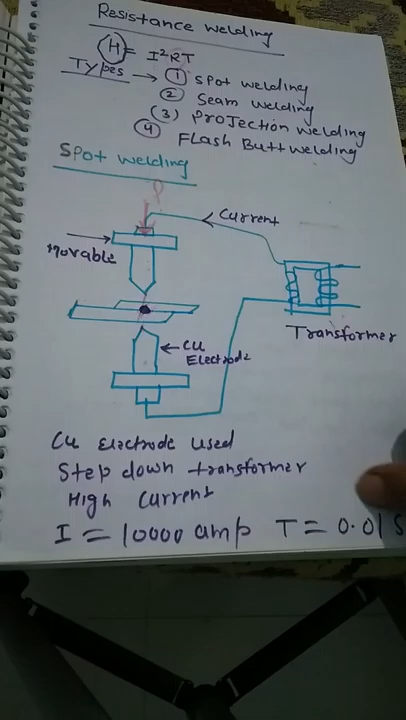 Resistance welding
H = I²RT
Types → ① Spot welding
② Seam welding
(3) Projection welding
④ Flash Butt welding
Spot welding
P
Current
Movable
Transformer
Cu
Electrode
Cu Electrode Used
Step down transformer
High Current
I = 10000 amp T = 0.01 S